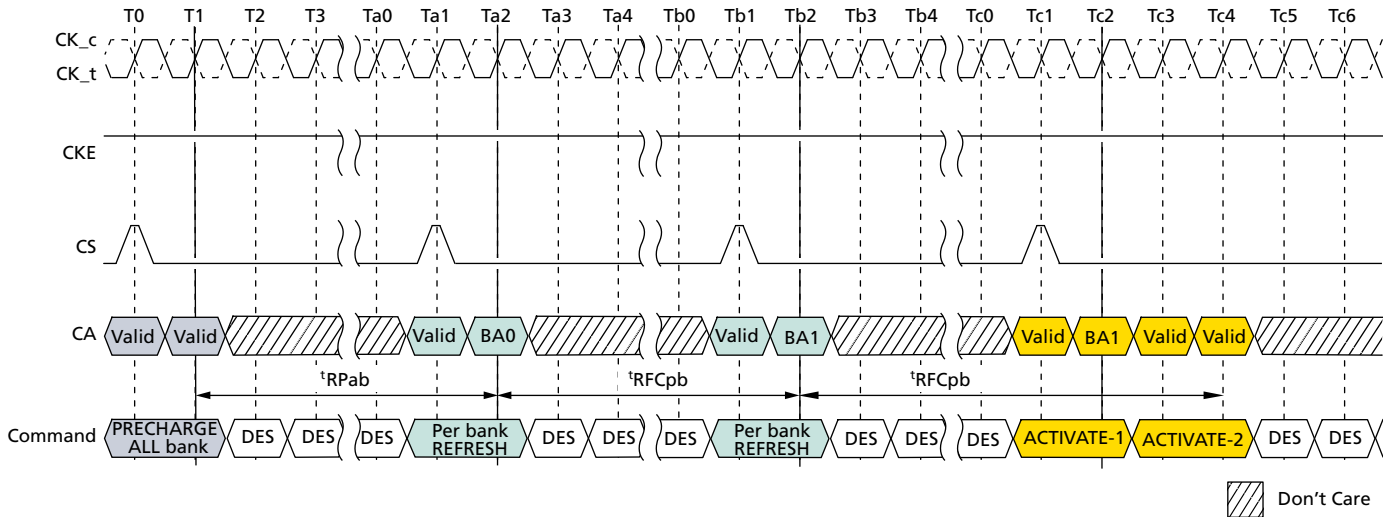 T0 T1 T2 T3 Ta0 Ta1 Ta2 Ta3 Ta4 Tb0 Tb1 Tb2 Tb3 Tb4 Tc0 Tc1 Tc2 Tc3 Tc4 Tc5 Tc6
CK_c
CK_t
CKE
CS
CA Valid Valid Valid BA0 Valid BA1 Valid BA1 Valid Valid
tRPab tRFCpb tRFCpb
Command PRECHARGE ALL bank DES DES DES Per bank REFRESH DES DES DES Per bank REFRESH DES DES DES ACTIVATE-1 ACTIVATE-2 DES DES
Don't Care